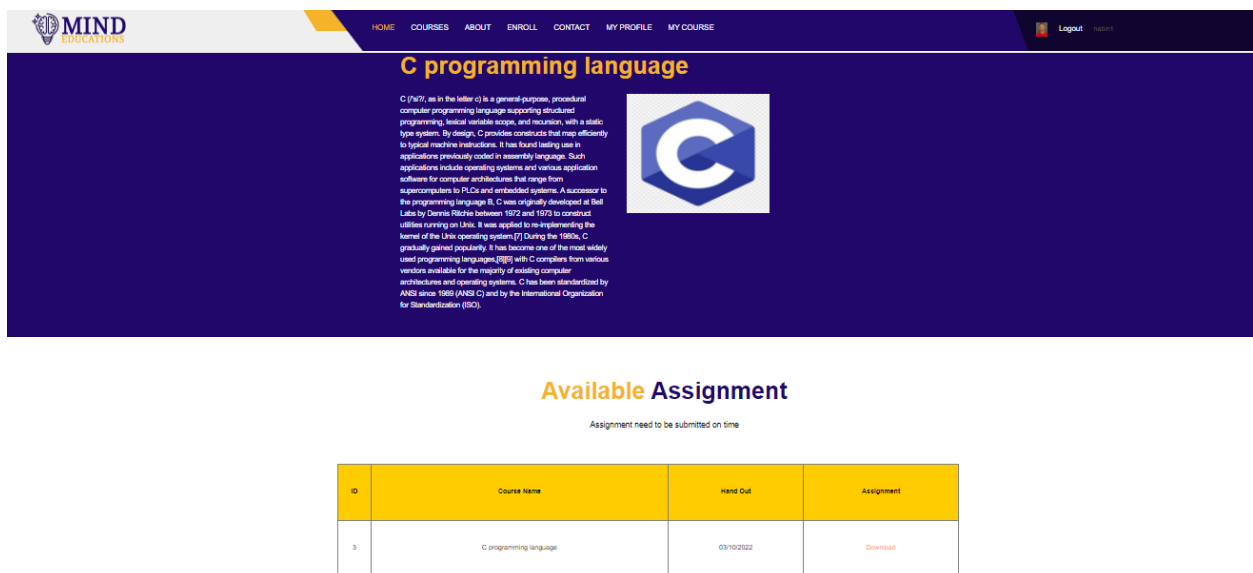 MIND
EDUCATIONS
HOME COURSES ABOUT ENROLL CONTACT MY PROFILE MY COURSE
Logout
C programming language
C (/ˈsiː/, as in the letter c) is a general-purpose, procedural
computer programming language supporting structured
programming, lexical variable scope, and recursion, with a static
type system. By design, C provides constructs that map efficiently
to typical machine instructions. It has found lasting use in
applications previously coded in assembly language. Such
applications include operating systems and various application
software for computer architectures that range from
supercomputers to PLCs and embedded systems. A successor to
the programming language B, C was originally developed at Bell
Labs by Dennis Ritchie between 1972 and 1973 to construct
utilities running on Unix. It was applied to re-implementing the
kernel of the Unix operating system.[7] During the 1980s, C
gradually gained popularity. It has become one of the most widely
used programming languages,[8][9] with C compilers from various
vendors available for the majority of existing computer
architectures and operating systems. C has been standardized by
ANSI since 1989 (ANSI C) and by the International Organization
for Standardization (ISO).
C
Available Assignment
Assignment need to be submitted on time
ID Course Name Hand Out Assignment
3 C programming language 03/10/2022 Download